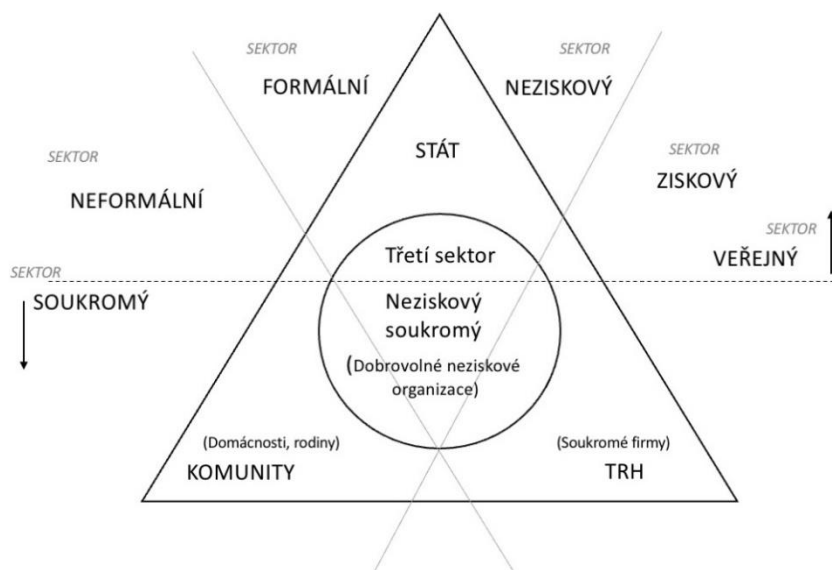 SEKTOR
FORMÁLNÍ
SEKTOR
NEZISKOVÝ
STÁT
SEKTOR
NEFORMÁLNÍ
SEKTOR
ZISKOVÝ
SEKTOR
VEŘEJNÝ
SEKTOR
SOUKROMÝ
Třetí sektor
Neziskový
soukromý
(Dobrovolné neziskové
organizace)
(Domácnosti, rodiny)
KOMUNITY
(Soukromé firmy)
TRH